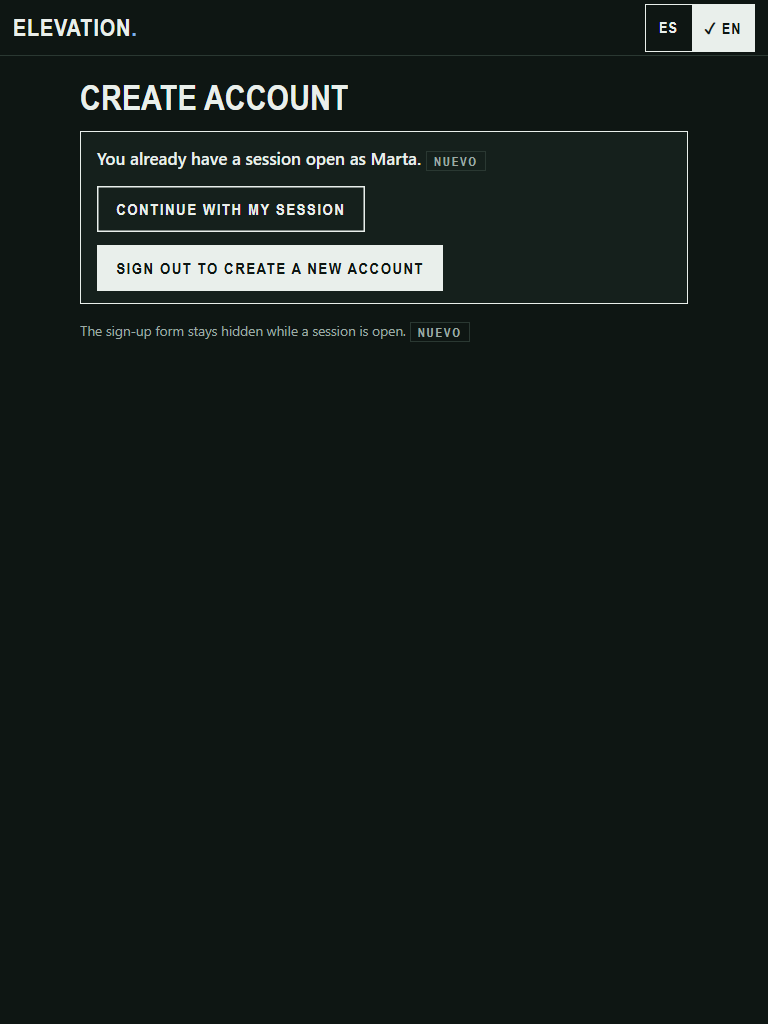 ELEVATION.
ES ✓ EN
CREATE ACCOUNT
You already have a session open as Marta. NUEVO
CONTINUE WITH MY SESSION
SIGN OUT TO CREATE A NEW ACCOUNT
The sign-up form stays hidden while a session is open. NUEVO